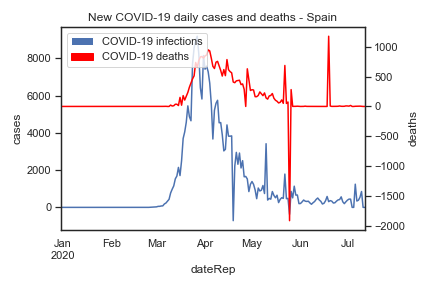 New COVID-19 daily cases and deaths - Spain
COVID-19 infections
COVID-19 deaths
8000
6000
4000
2000
0
cases
1000
500
0
−500
−1000
−1500
−2000
deaths
Jan Feb Mar Apr May Jun Jul
2020
dateRep